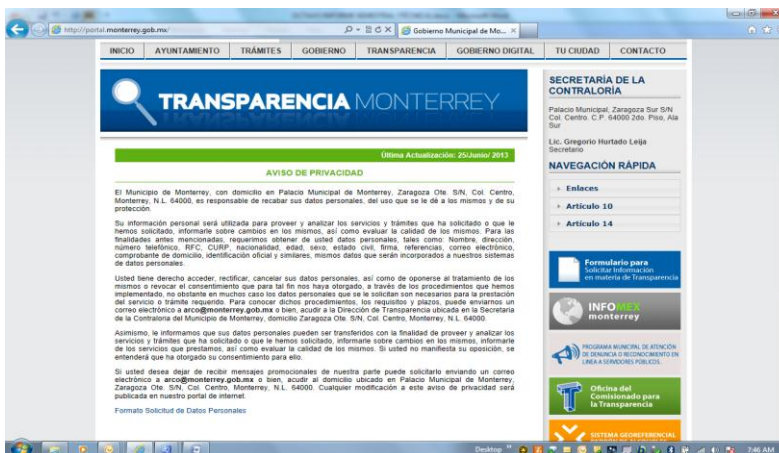 http://portal.monterrey.gob.mx/
Gobierno Municipal de Mo...
INICIO AYUNTAMIENTO TRÁMITES GOBIERNO TRANSPARENCIA GOBIERNO DIGITAL TU CIUDAD CONTACTO
TRANSPARENCIA MONTERREY
Última Actualización: 25/Junio/ 2013
AVISO DE PRIVACIDAD
El Municipio de Monterrey, con domicilio en Palacio Municipal de Monterrey, Zaragoza Ote. S/N, Col. Centro,
Monterrey, N.L. 64000, es responsable de recabar sus datos personales, del uso que se le dé a los mismos y de su
protección.
Su información personal será utilizada para proveer y analizar los servicios y trámites que ha solicitado o que le
hemos solicitado, informarle sobre cambios en los mismos, así como evaluar la calidad de los mismos. Para las
finalidades antes mencionadas, requerimos obtener de usted datos personales, tales como: Nombre, dirección,
número telefónico, RFC, CURP, nacionalidad, edad, sexo, estado civil, firma, referencias, correo electrónico,
comprobante de domicilio, identificación oficial y similares, mismos datos que serán incorporados a nuestros sistemas
de datos personales.
Usted tiene derecho acceder, rectificar, cancelar sus datos personales, así como de oponerse al tratamiento de los
mismos o revocar el consentimiento que para tal fin nos haya otorgado, a través de los procedimientos que hemos
implementado, no obstante en muchos caso los datos personales que se le solicitan son necesarios para la prestación
del servicio o trámite requerido. Para conocer dichos procedimientos, los requisitos y plazos, puede enviarnos un
correo electrónico a arco@monterrey.gob.mx o bien, acudir a la Dirección de Transparencia ubicada en la Secretaría
de la Contraloría del Municipio de Monterrey, domicilio Zaragoza Ote. S/N, Col. Centro, Monterrey, N.L. 64000.
Asimismo, le informamos que sus datos personales pueden ser transferidos con la finalidad de proveer y analizar los
servicios y trámites que ha solicitado o que le hemos solicitado, informarle sobre cambios en los mismos, informarle
de los servicios que prestamos, así como evaluar la calidad de los mismos. Si usted no manifiesta su oposición, se
entenderá que ha otorgado su consentimiento para ello.
Si usted desea dejar de recibir mensajes promocionales de nuestra parte puede solicitarlo enviando un correo
electrónico a arco@monterrey.gob.mx o bien, acudir al domicilio ubicado en Palacio Municipal de Monterrey,
Zaragoza Ote. S/N, Col. Centro, Monterrey, N.L. 64000. Cualquier modificación a este aviso de privacidad será
publicada en nuestro portal de internet.
Formato Solicitud de Datos Personales
SECRETARÍA DE LA
CONTRALORÍA
Palacio Municipal, Zaragoza Sur S/N
Col. Centro. C.P. 64000 2do. Piso, Ala
Sur
Lic. Gregorio Hurtado Leija
Secretario
NAVEGACIÓN RÁPIDA
Enlaces
Artículo 10
Artículo 14
Formulario para
Solicitar Información
en materia de Transparencia
INFOMEX
monterrey
PROGRAMA MUNICIPAL DE ATENCIÓN
DE DENUNCIA O RECONOCIMIENTO EN
LINEA A SERVIDORES PÚBLICOS.
Oficina del
Comisionado para
la Transparencia
SISTEMA GEOREFERENCIAL
Desktop
7:46 AM